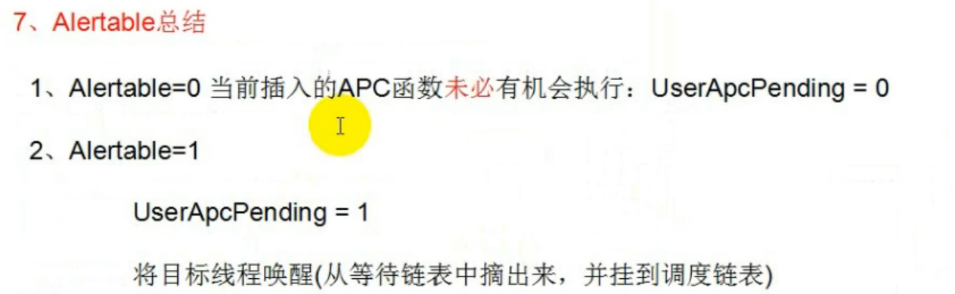 7、Alertable总结
1、Alertable=0 当前插入的APC函数未必有机会执行：UserApcPending = 0
2、Alertable=1
UserApcPending = 1
将目标线程唤醒(从等待链表中摘出来，并挂到调度链表)